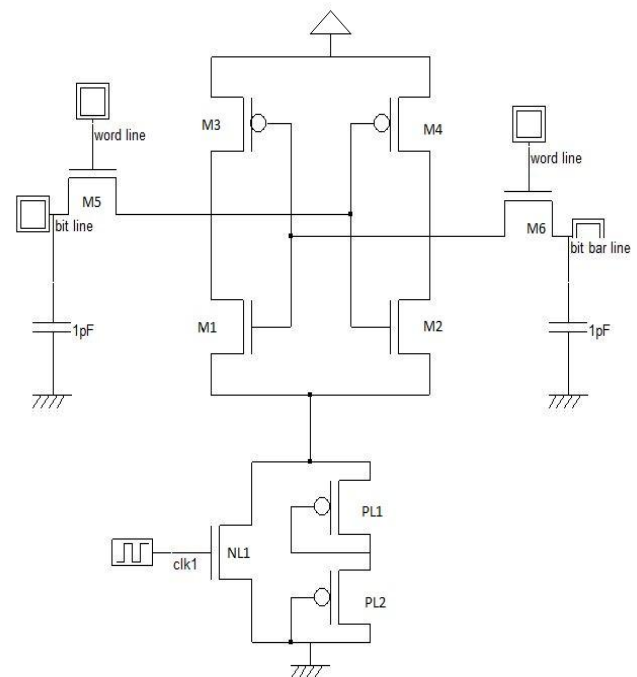 M3
M4
word line
word line
M5
bit line
M6
bit bar line
1pF
M1
M2
1pF
PL1
NL1
clk1
PL2